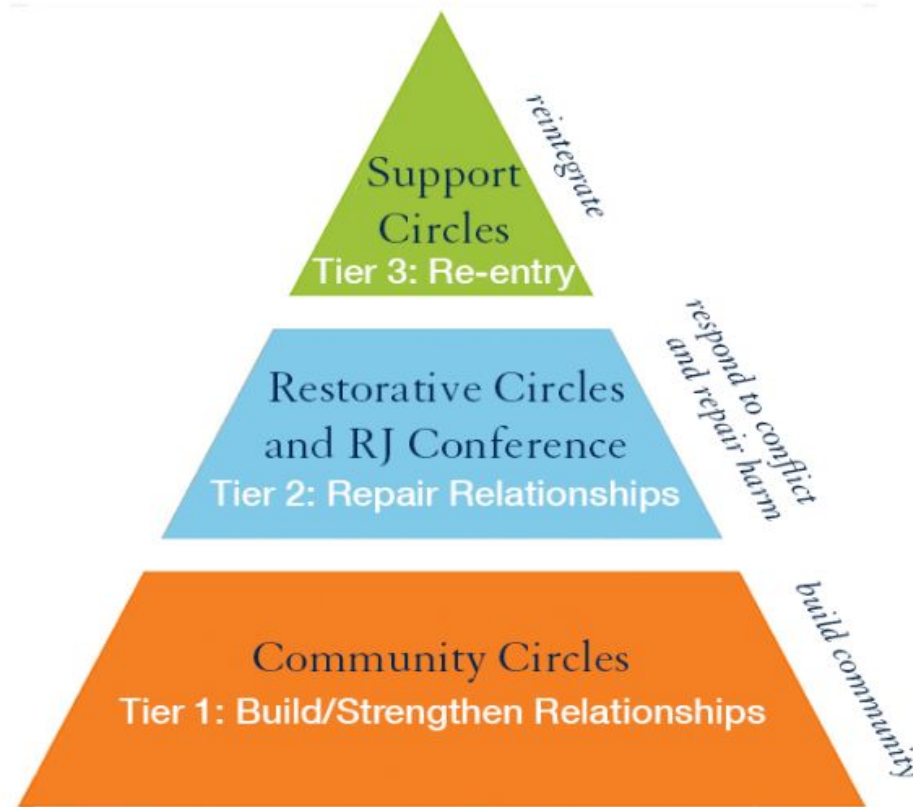 reintegrate
Support
Circles
Tier 3: Re-entry
respond to conflict
and repair harm
Restorative Circles
and RJ Conference
Tier 2: Repair Relationships
build community
Community Circles
Tier 1: Build/Strengthen Relationships